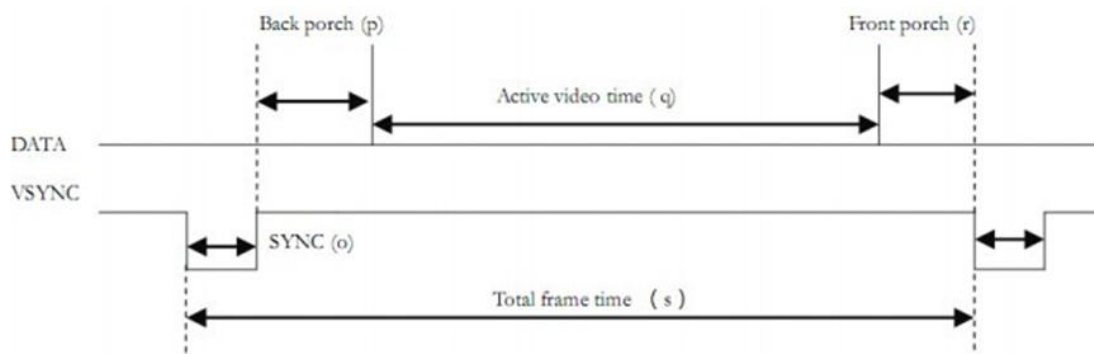 Back porch (p)
Front porch (r)
Active video time ( q)
DATA
VSYNC
SYNC (o)
Total frame time ( s )